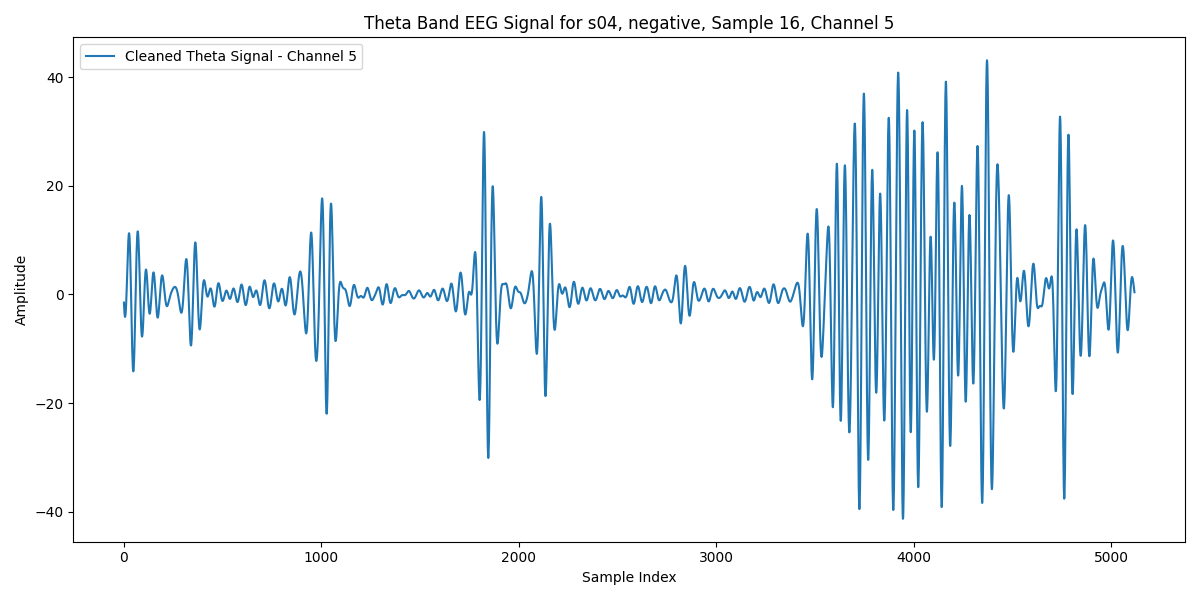 Theta Band EEG Signal for s04, negative, Sample 16, Channel 5
Cleaned Theta Signal - Channel 5
40
20
0
−20
−40
Amplitude
0 1000 2000 3000 4000 5000
Sample Index